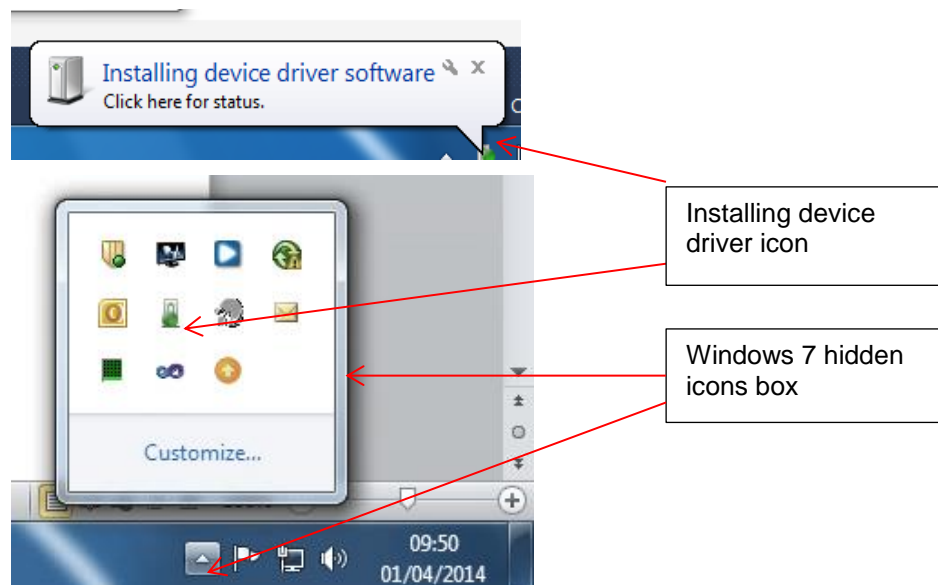 Installing device driver software
Click here for status.
Installing device
driver icon
Windows 7 hidden
icons box
Customize...
09:50
01/04/2014